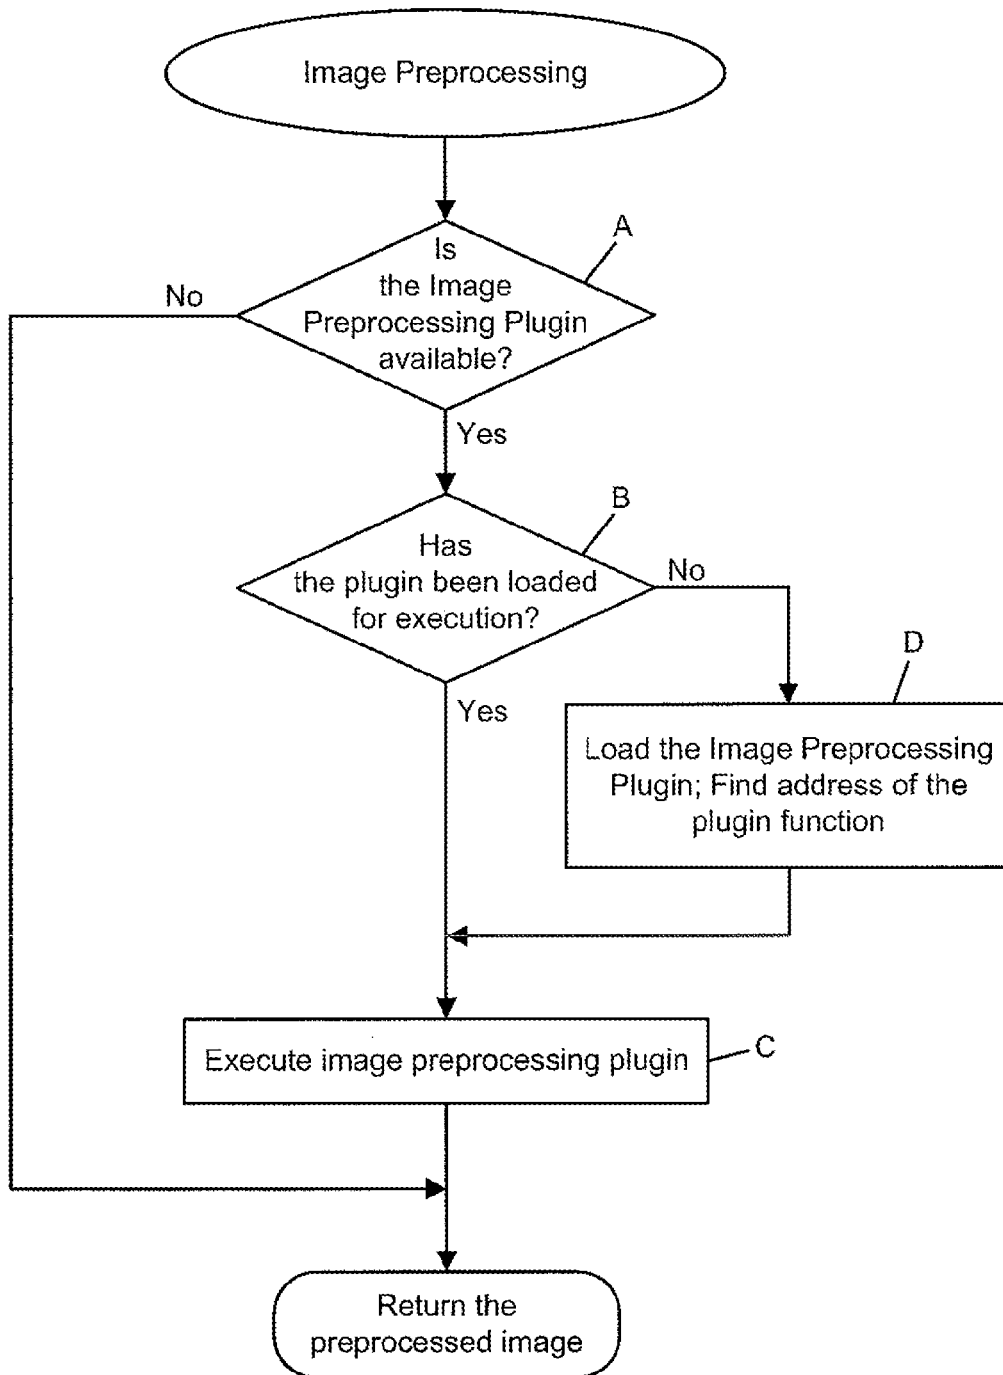 Image Preprocessing
A
Is
the Image
Preprocessing Plugin
available?
No
Yes
B
Has
the plugin been loaded
for execution?
No
Yes
D
Load the Image Preprocessing
Plugin; Find address of the
plugin function
Execute image preprocessing plugin
C
Return the
preprocessed image